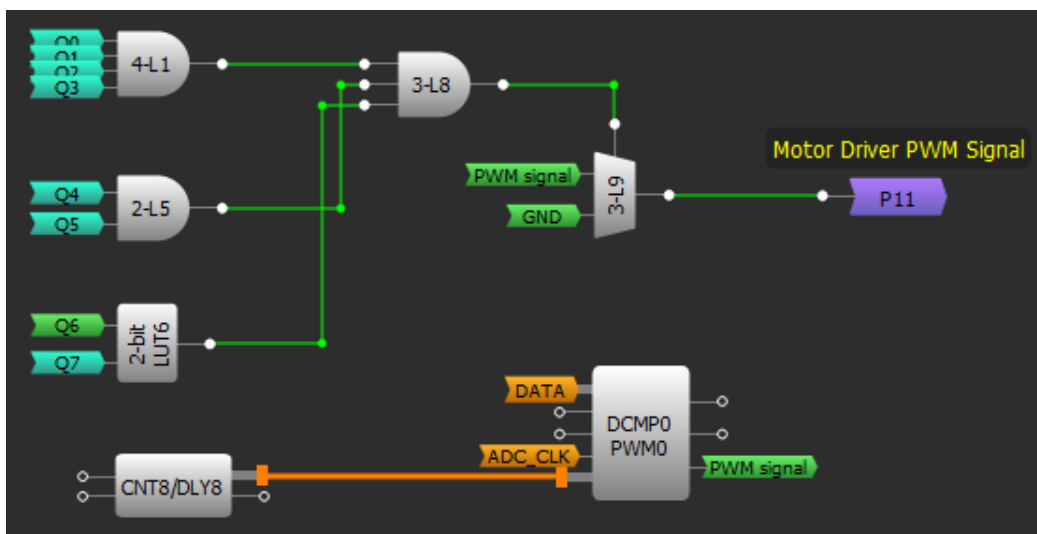 Q0
Q1
Q2
Q3
4-L1
3-L8
Motor Driver PWM Signal
PWM signal
GND
3-L9
P11
Q4
Q5
2-L5
Q6
Q7
2-bit
LUT6
DATA
ADC_CLK
DCMP0
PWM0
PWM signal
CNT8/DLY8